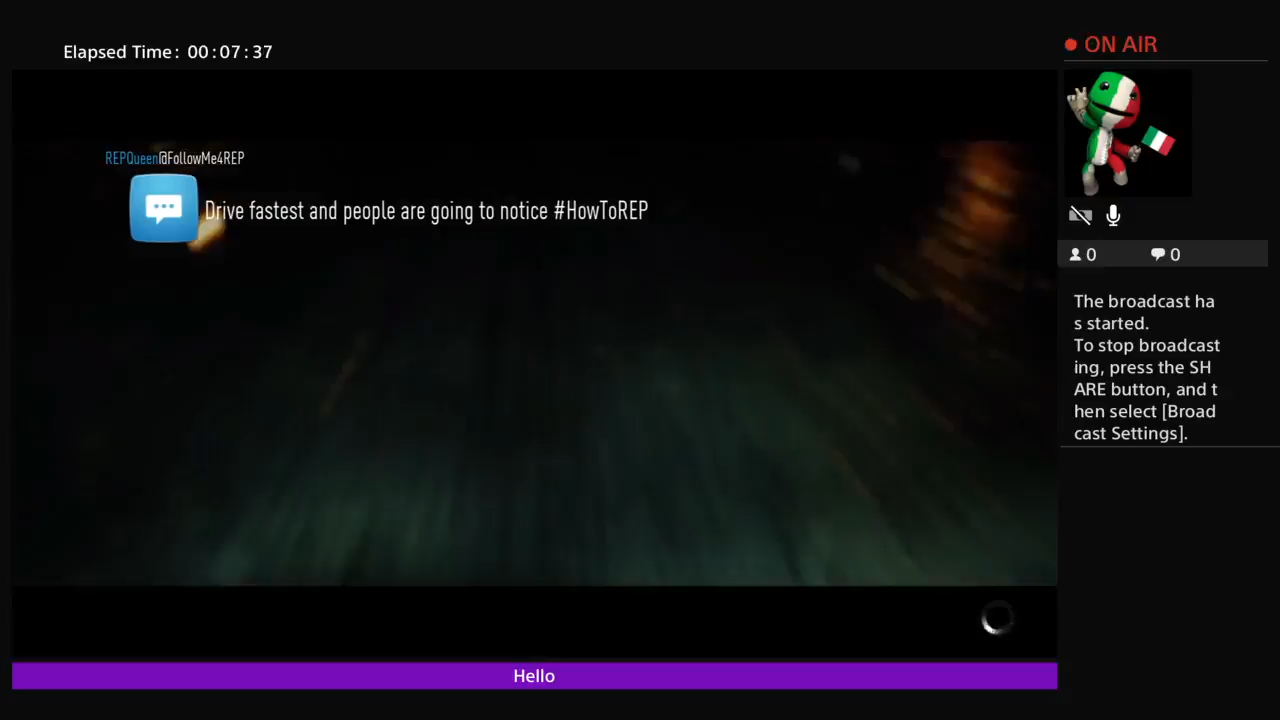 Elapsed Time: 00:07:37
ON AIR
REPQueen@FollowMe4REP
Drive fastest and people are going to notice #HowToREP
0
0
The broadcast ha
s started.
To stop broadcast
ing, press the SH
ARE button, and t
hen select [Broad
cast Settings].
Hello